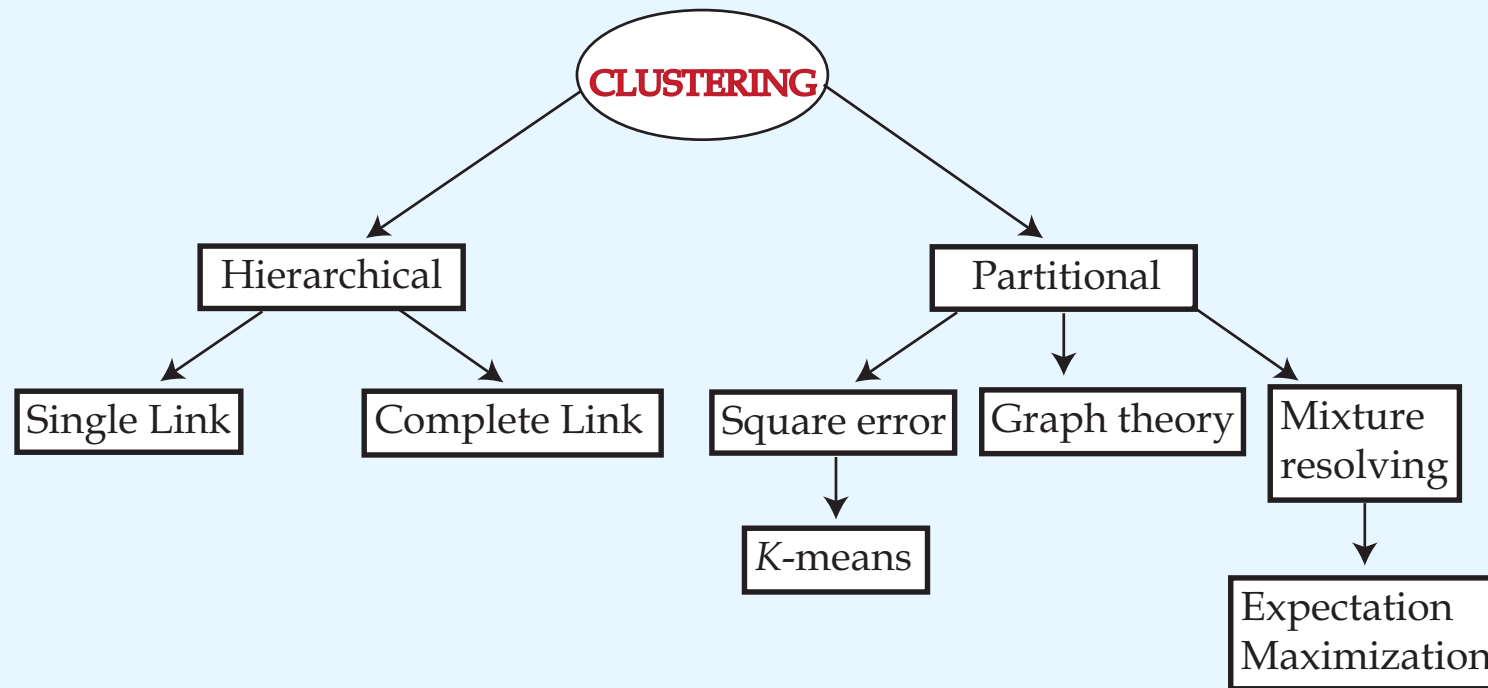 CLUSTERING
Hierarchical
Partitional
Single Link
Complete Link
Square error
Graph theory
Mixture
resolving
K-means
Expectation
Maximization